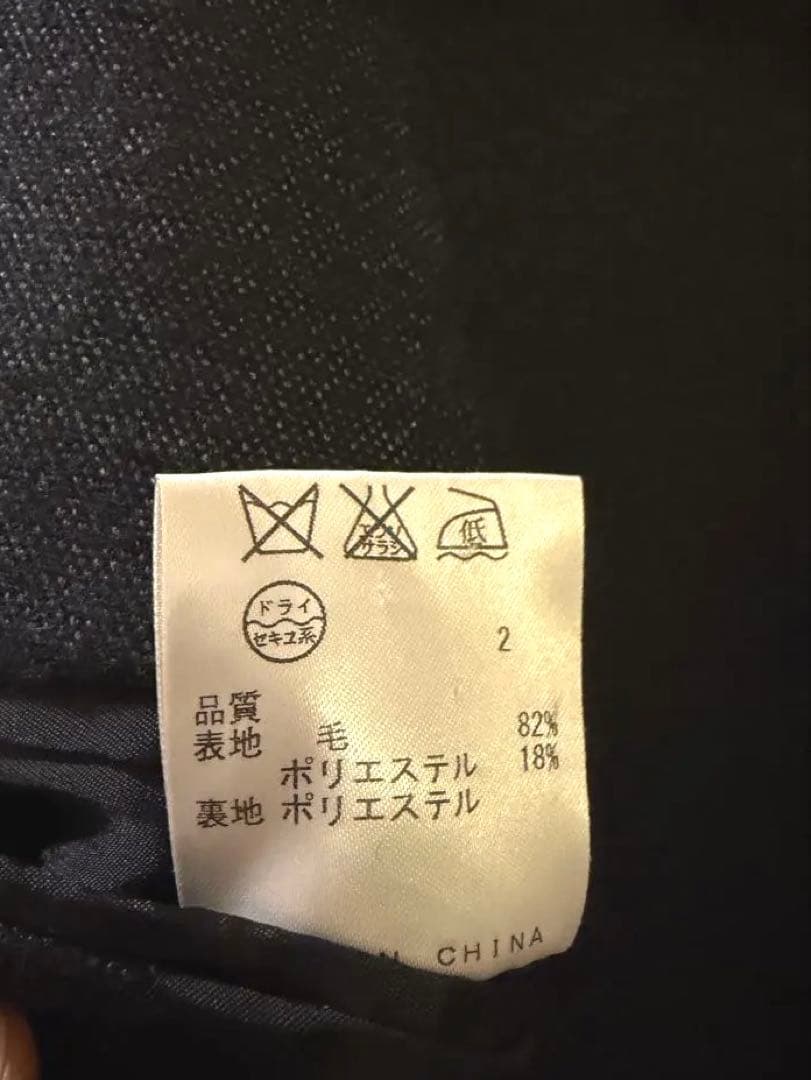 エンソ
サラシ
低
ドライ
セキユ系
2
品質
表地 毛 82%
ポリエステル 18%
裏地 ポリエステル
CHINA